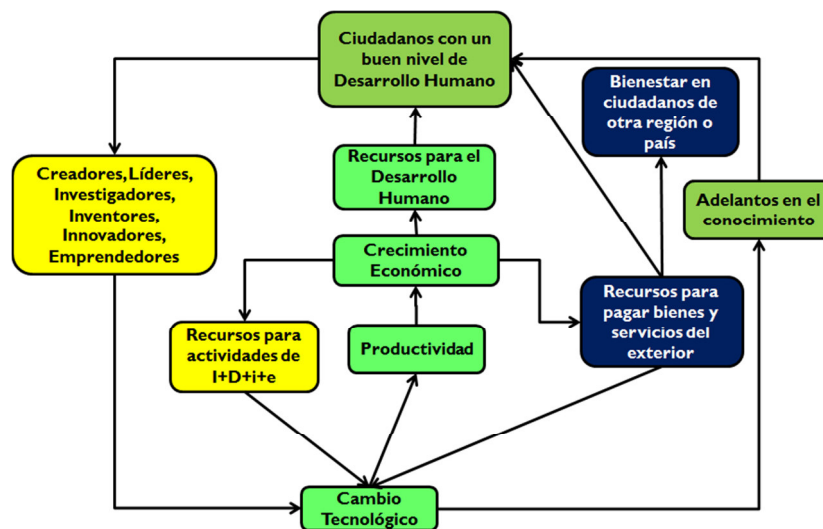 Ciudadanos con un
buen nivel de
Desarrollo Humano
Bienestar en
ciudadanos de
otra región o
país
Creadores, Líderes,
Investigadores,
Inventores,
Innovadores,
Emprendedores
Recursos para el
Desarrollo
Humano
Adelantos en el
conocimiento
Crecimiento
Económico
Recursos para
pagar bienes y
servicios del
exterior
Recursos para
actividades de
I+D+i+e
Productividad
Cambio
Tecnológico